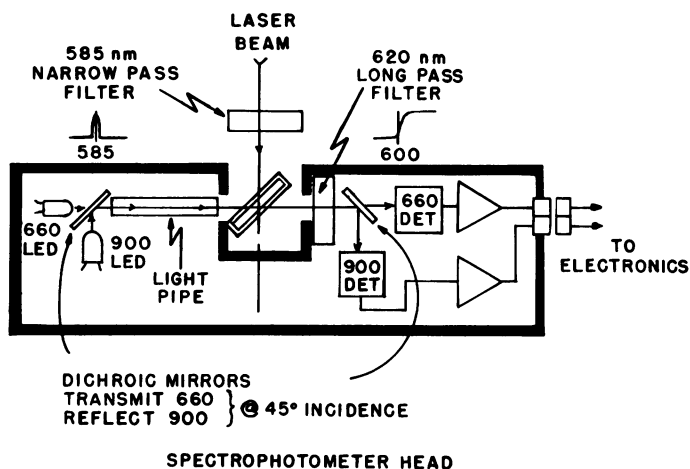 LASER
BEAM
585 nm
NARROW PASS
FILTER
620 nm
LONG PASS
FILTER
585
600
660
LED
900
LED
LIGHT
PIPE
660
DET
900
DET
TO
ELECTRONICS
DICHROIC MIRRORS
TRANSMIT 660
REFLECT 900
@ 45° INCIDENCE
SPECTROPHOTOMETER HEAD